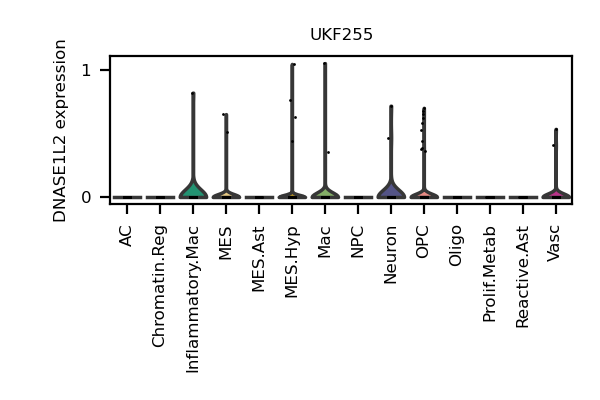 UKF255
DNASE1L2 expression
1
0
AC
Chromatin.Reg
Inflammatory.Mac
MES
MES.Ast
MES.Hyp
Mac
NPC
Neuron
OPC
Oligo
Prolif.Metab
Reactive.Ast
Vasc